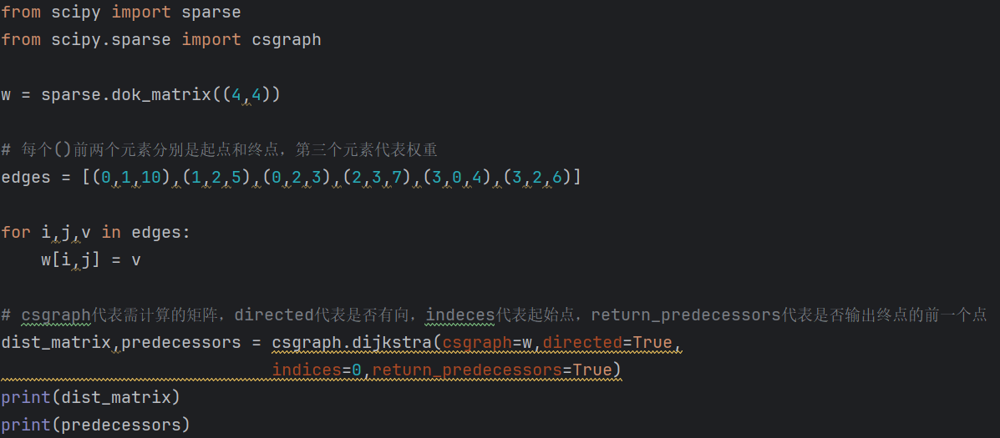 from scipy import sparse
from scipy.sparse import csgraph
w = sparse.dok_matrix((4,4))
# 每个()前两个元素分别是起点和终点，第三个元素代表权重
edges = [(0,1,10),(1,2,5),(0,2,3),(2,3,7),(3,0,4),(3,2,6)]
for i,j,v in edges:
    w[i,j] = v
# csgraph代表需计算的矩阵，directed代表是否有向，indeces代表起始点，return_predecessors代表是否输出终点的前一个点
dist_matrix,predecessors = csgraph.dijkstra(csgraph=w,directed=True,
                           indices=0,return_predecessors=True)
print(dist_matrix)
print(predecessors)